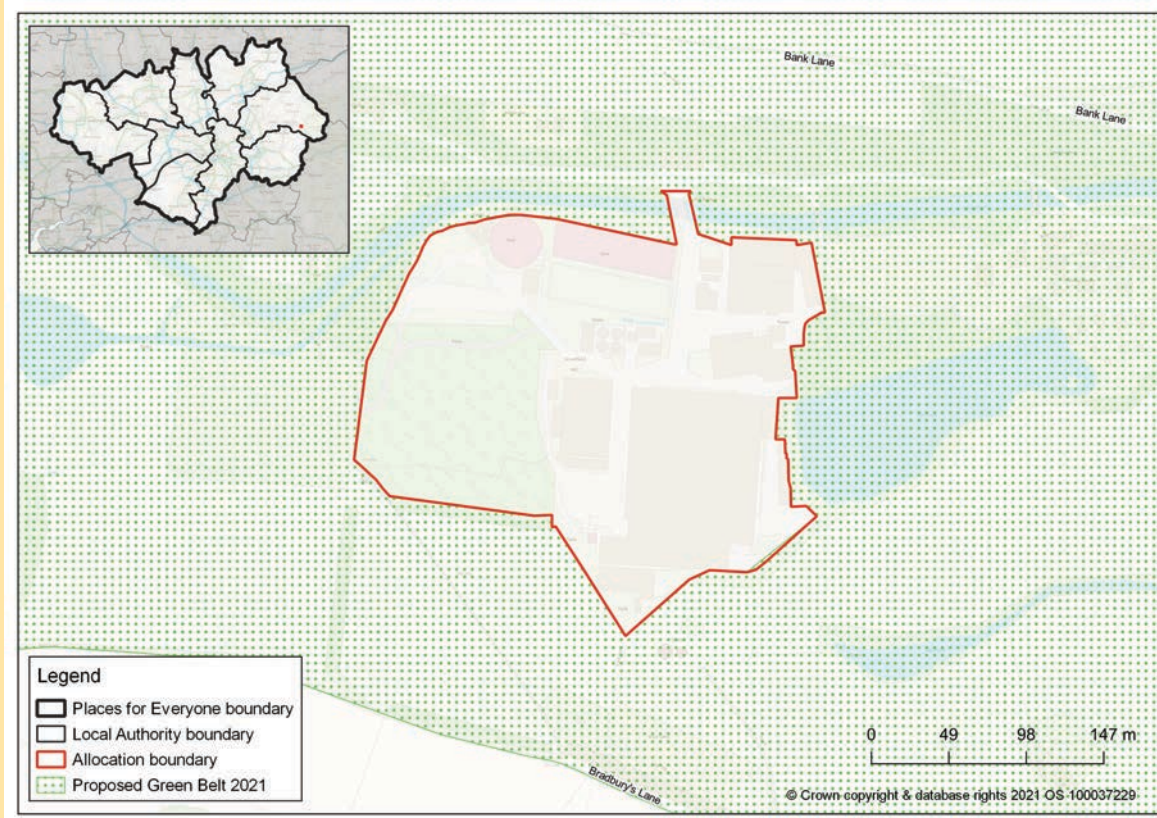 Bank Lane
Bank Lane
Legend
Places for Everyone boundary
Local Authority boundary
Allocation boundary
Proposed Green Belt 2021
Bradbury's Lane
0 49 98 147 m
© Crown copyright & database rights 2021 OS 100037229